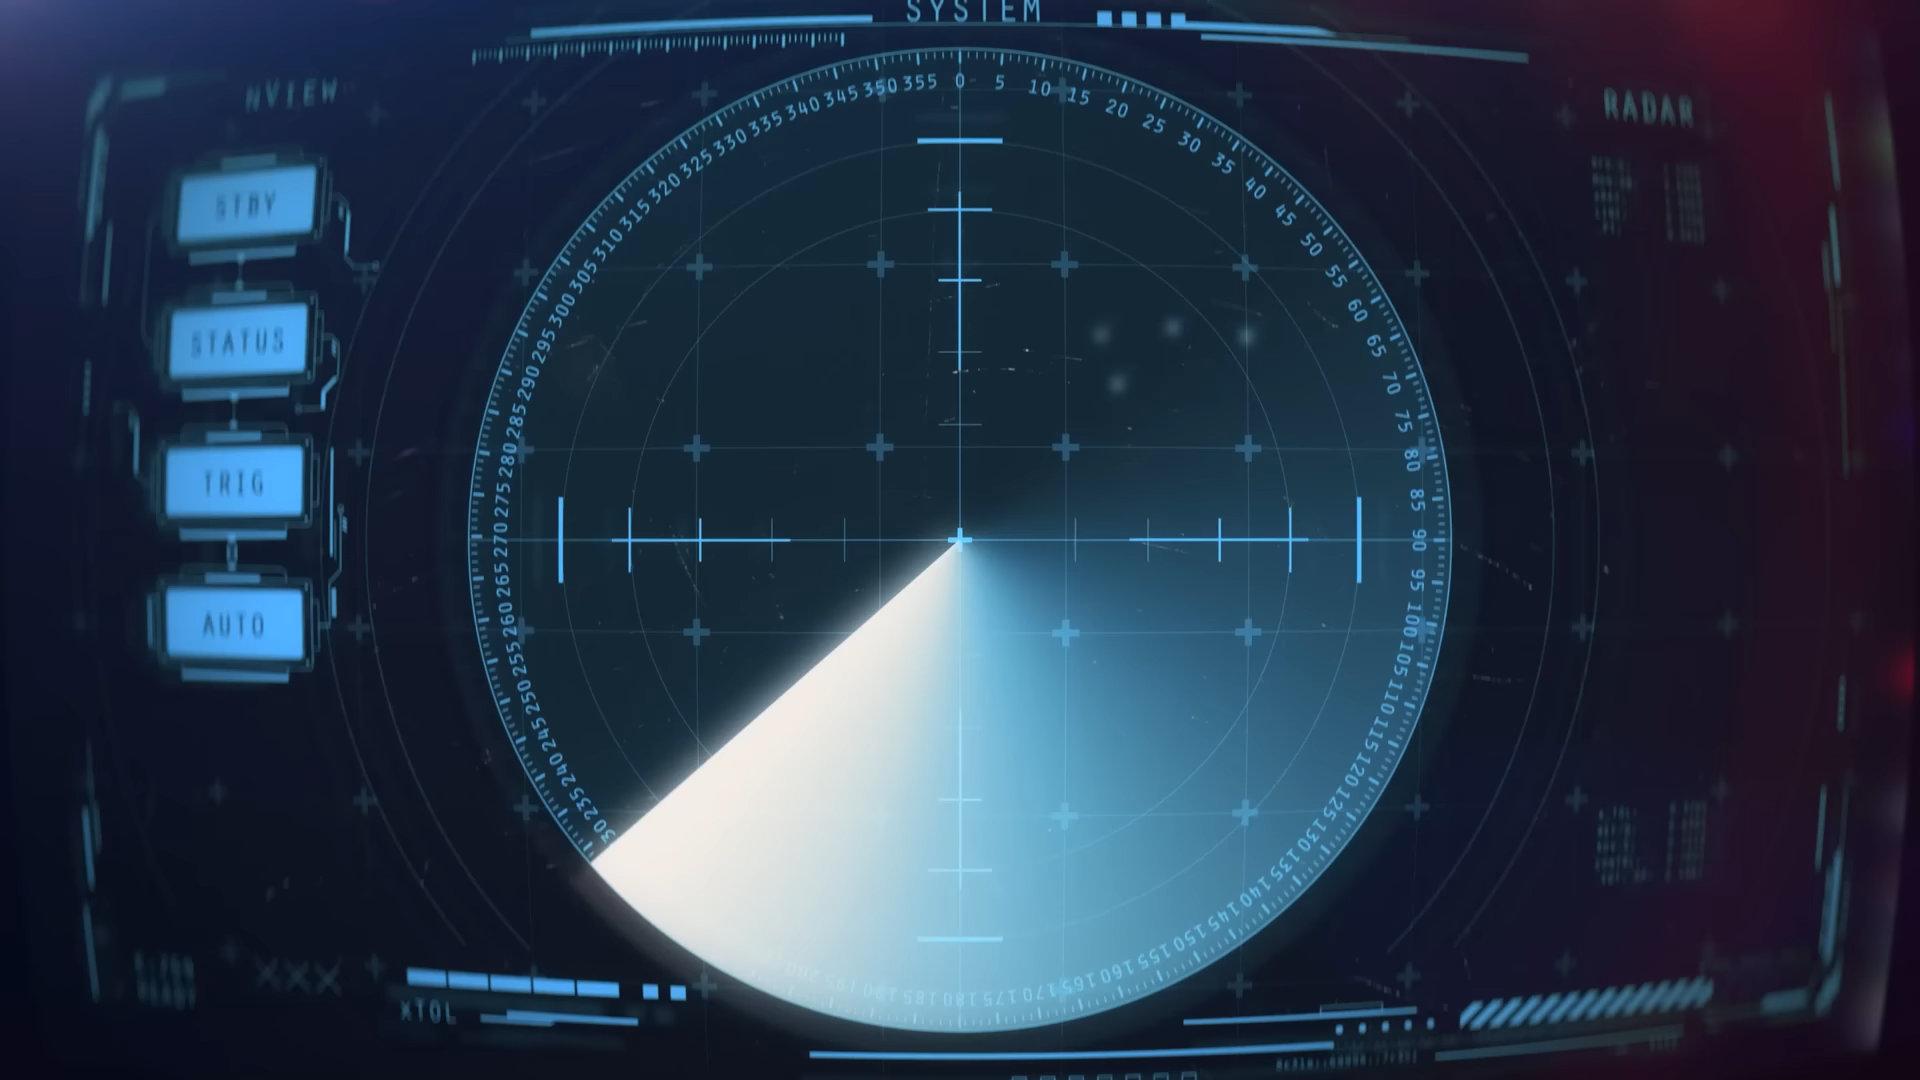 SYSTEM
NVIEW
RADAR
STBY
STATUS
TRIG
AUTO
XTOL
XXX
0 5 10 15 20 25 30 35 40 45 50 55 60 65 70 75 80 85 90 95 100 105 110 115 120 125 130 135 140 145 150 155 160 165 170 175 180 185 190 195
235 240 245 250 255 260 265 270 275 280 285 290 295 300 305 310 315 320 325 330 335 340 345 350 355